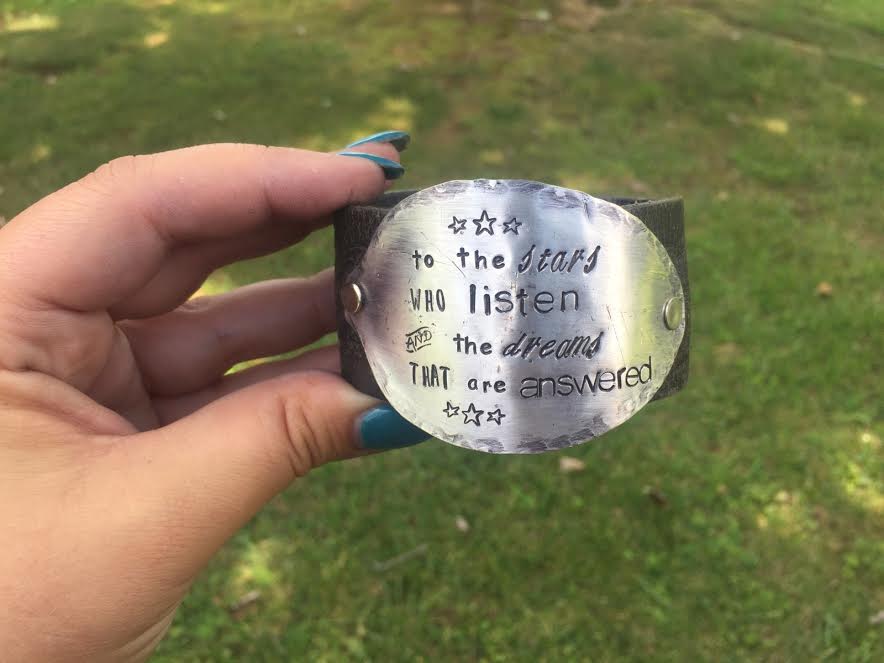 to the stars
WHO listen
AND the dreams
THAT are answered